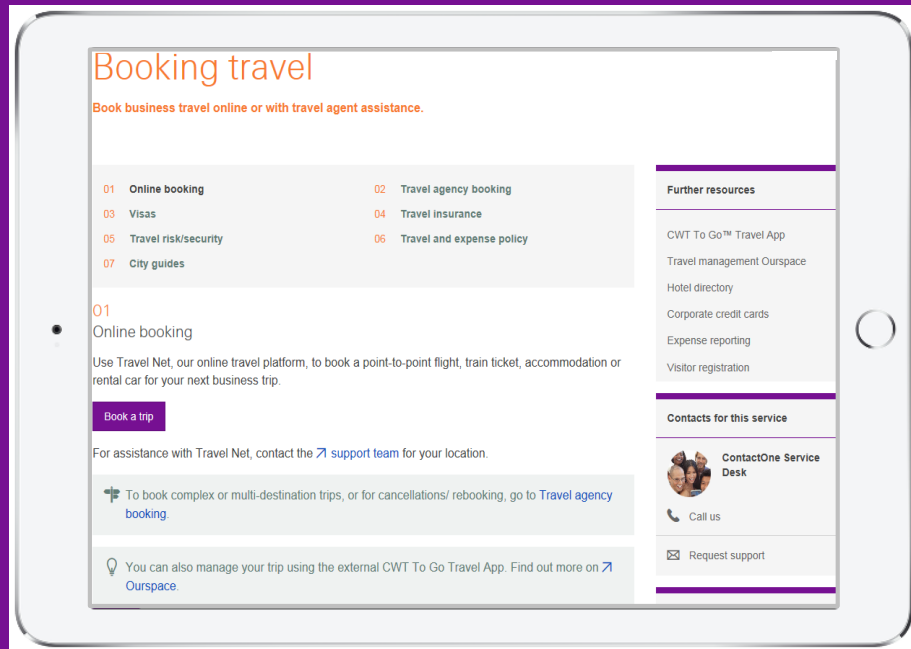 Booking travel
Book business travel online or with travel agent assistance.
01 Online booking
02 Travel agency booking
03 Visas
04 Travel insurance
05 Travel risk/security
06 Travel and expense policy
07 City guides
01
Online booking
Use Travel Net, our online travel platform, to book a point-to-point flight, train ticket, accommodation or
rental car for your next business trip.
Book a trip
For assistance with Travel Net, contact the support team for your location.
To book complex or multi-destination trips, or for cancellations/ rebooking, go to Travel agency
booking.
You can also manage your trip using the external CWT To Go Travel App. Find out more on
Ourspace.
Further resources
CWT To Go™ Travel App
Travel management Ourspace
Hotel directory
Corporate credit cards
Expense reporting
Visitor registration
Contacts for this service
ContactOne Service
Desk
Call us
Request support